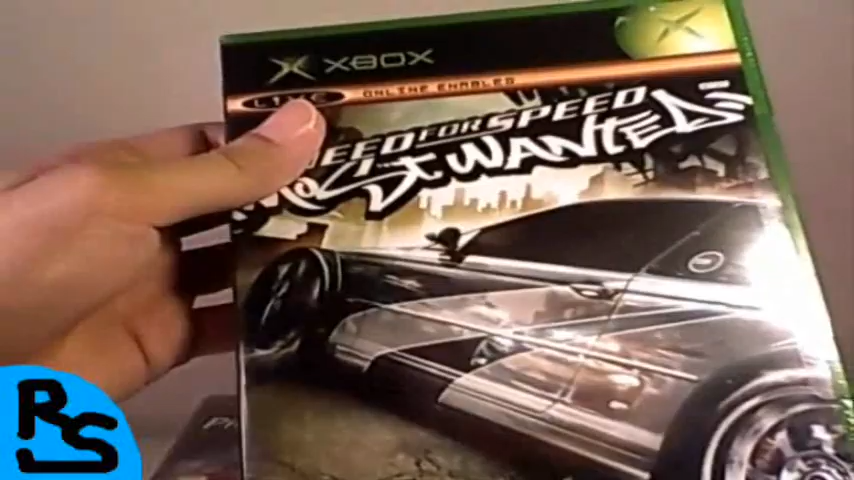 XBOX
LIVE ONLINE ENABLED
NEED FOR SPEED
MOST WANTED
RS